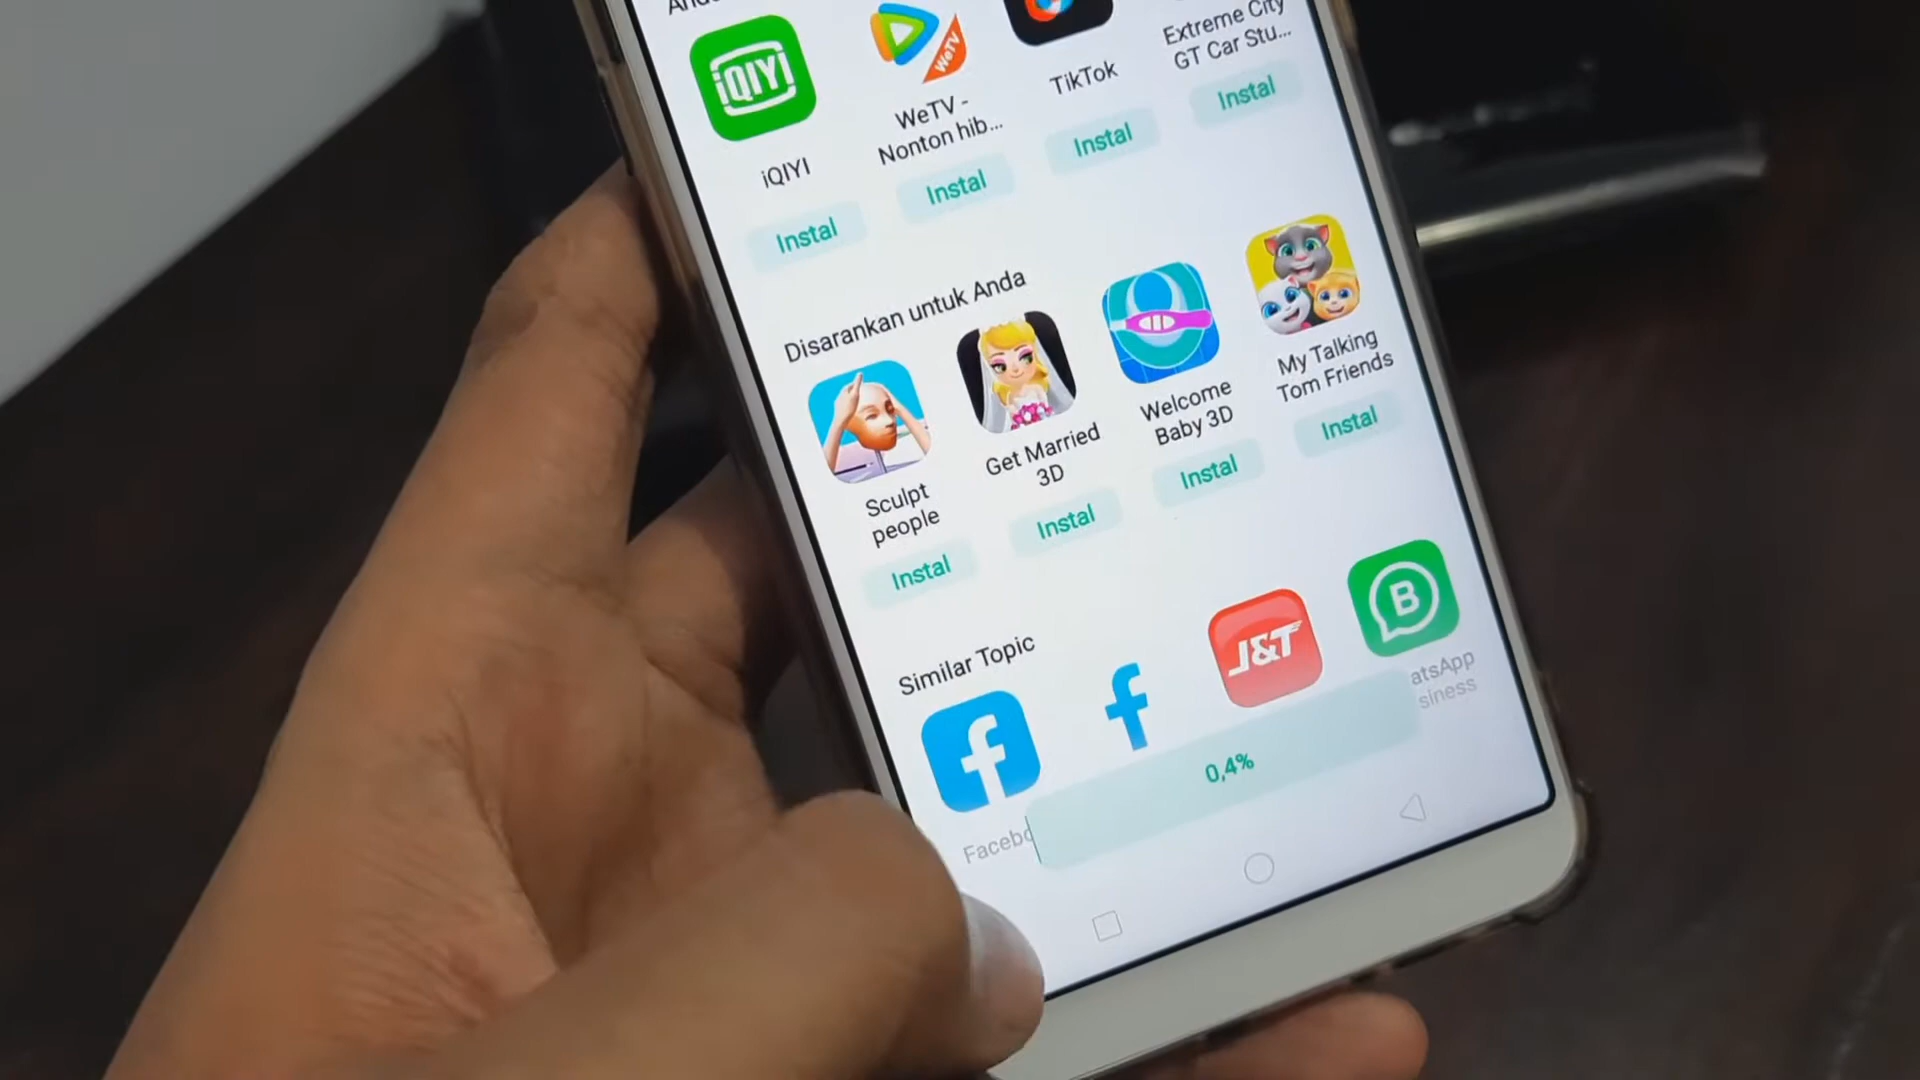 iQIYI
WeTV
iQIYI
WeTV -
Nonton hib...
TikTok
Extreme City
GT Car Stu...
Instal
Instal
Instal
Instal
Disarankan untuk Anda
Sculpt
people
Get Married
3D
Welcome
Baby 3D
My Talking
Tom Friends
Instal
Instal
Instal
Instal
Similar Topic
f
f
J&T
B
Facebo
atsApp
siness
0,4%